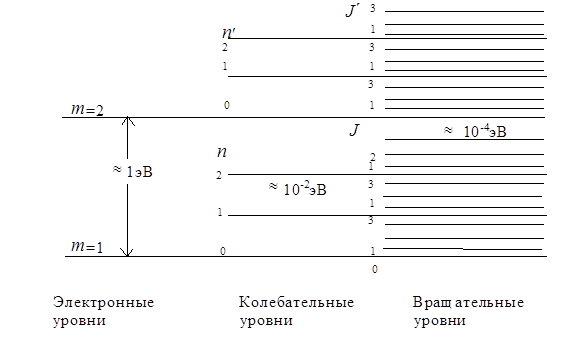 J′ 3
1
n′
2 3
1 1
3
0 1
m=2
≈ 10⁻⁴эВ
J
n 2
1
≈ 1эВ
2 ≈ 10⁻²эВ 3
1 1
3
m=1
0 1
0
Электронные уровни
Колебательные уровни
Вращательные уровни